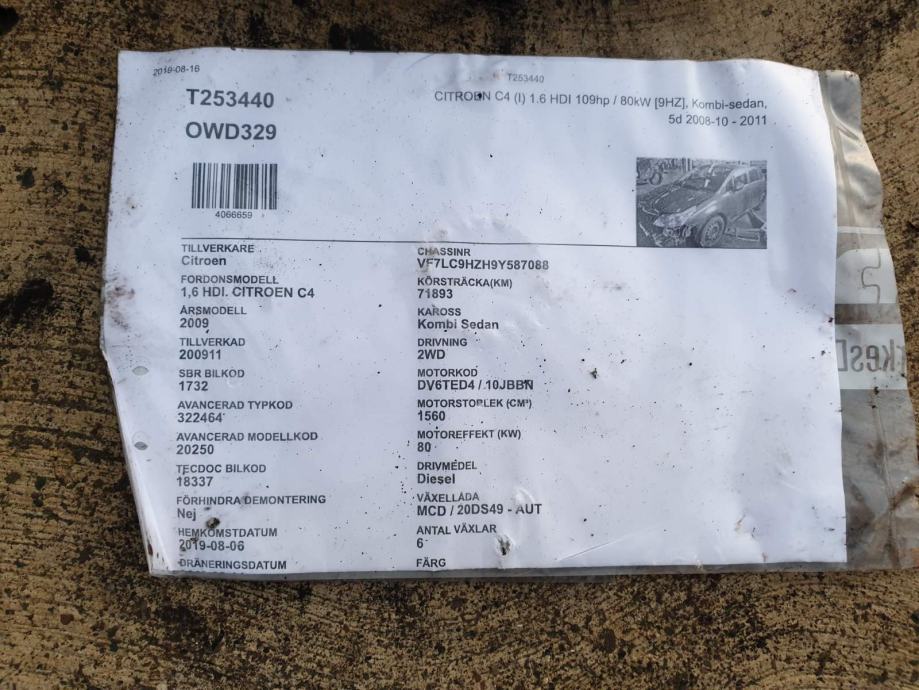 2019-08-16
T253440
T253440
CITROEN C4 (I) 1.6 HDI 109hp / 80kW [9HZ], Kombi-sedan,
5d 2008-10 - 2011
OWD329
4066659
TILLVERKARE
Citroen
FORDONSMODELL
1,6 HDI. CITROEN C4
ÅRSMODELL
2009
TILLVERKAD
200911
SBR BILKOD
1732
AVANCERAD TYPKOD
322464
AVANCERAD MODELLKOD
20250
TECDOC BILKOD
18337
FÖRHINDRA DEMONTERING
Nej
HEMKOMSTDATUM
2019-08-06
DRÄNERINGSDATUM
CHASSINR
VF7LC9HZH9Y587088
KÖRSTRÄCKA(KM)
71893
KAROSS
Kombi Sedan
DRIVNING
2WD
MOTORKOD
DV6TED4 / 10JBBN
MOTORSTORLEK (CM³)
1560
MOTOREFFEKT (KW)
80
DRIVMEDEL
Diesel
VÄXELLÅDA
MCD / 20DS49 - AUT
ANTAL VÄXLAR
6
FÄRG